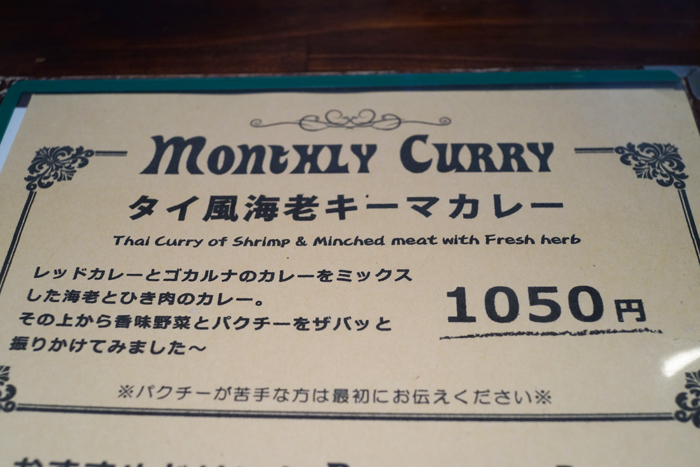 Monthly Curry
タイ風海老キーマカレー
Thai Curry of Shrimp & Minched meat with Fresh herb
レッドカレーとゴカルナのカレーをミックス
した海老とひき肉のカレー。
その上から香味野菜とパクチーをザバッと
振りかけてみました〜
1050円
※パクチーが苦手な方は最初にお伝えください※